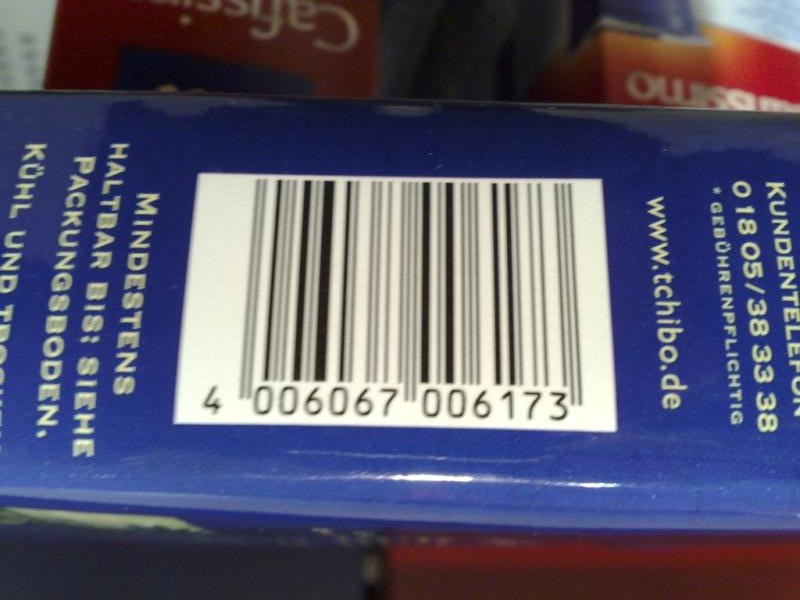 Cafissimo
KÜHL UND
MINDESTENS
HALTBAR BIS: SIEHE
PACKUNGSBODEN,
4 006067 006173
www.tchibo.de
KUNDENTELEFON
01805/38 33 38
* GEBÜHRENPFLICHTIG